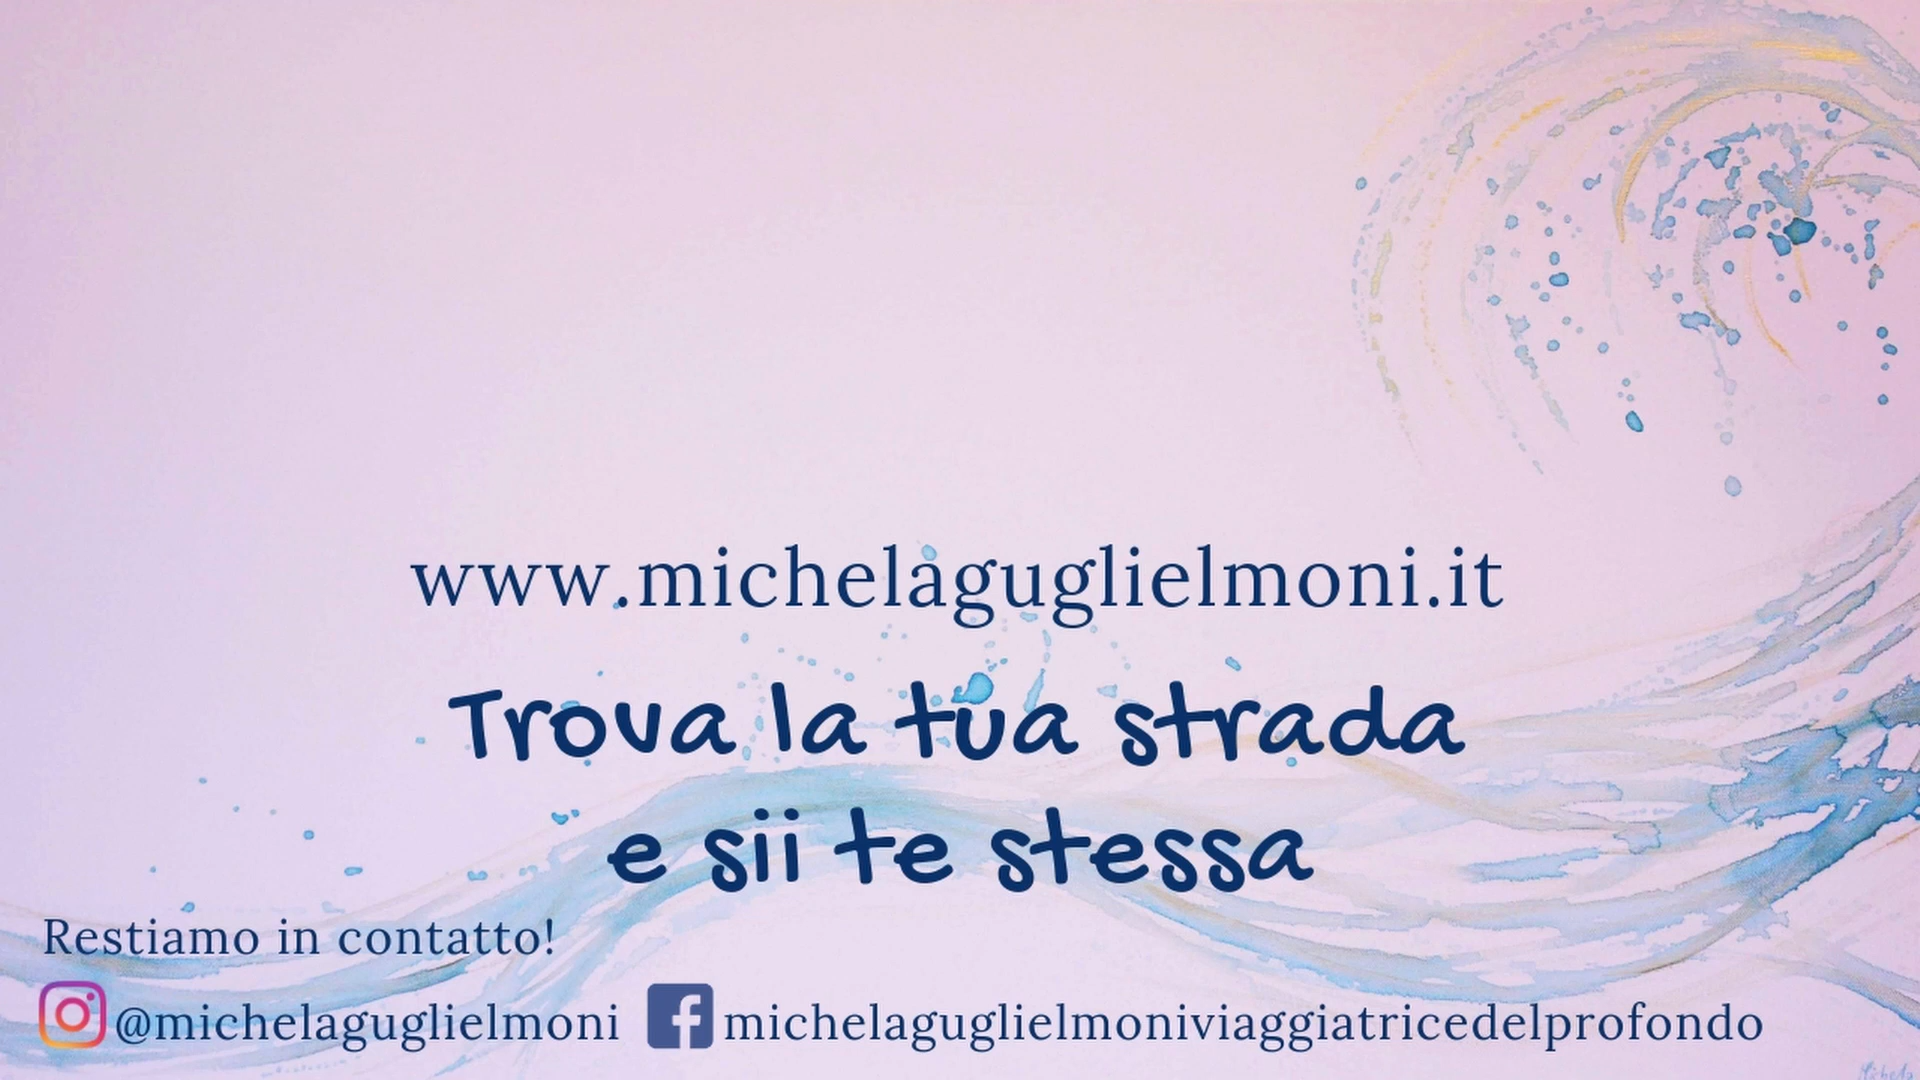 www.michelaguglielmoni.it
Trova la tua strada
e sii te stessa
Restiamo in contatto!
@michelaguglielmoni michelaguglielmoniviaggiatricedelprofondo